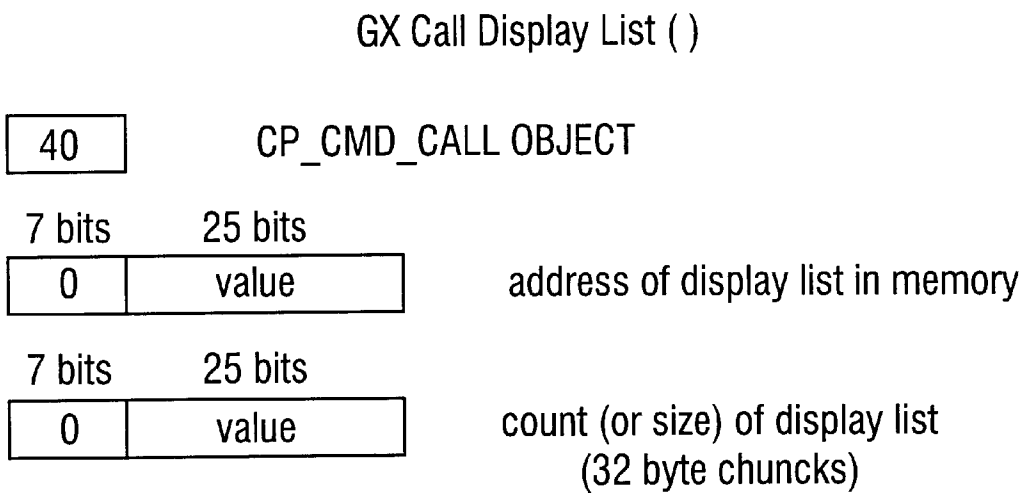 GX Call Display List ( )
40 CP_CMD_CALL OBJECT
7 bits 25 bits
0 value address of display list in memory
7 bits 25 bits
0 value count (or size) of display list
(32 byte chuncks)